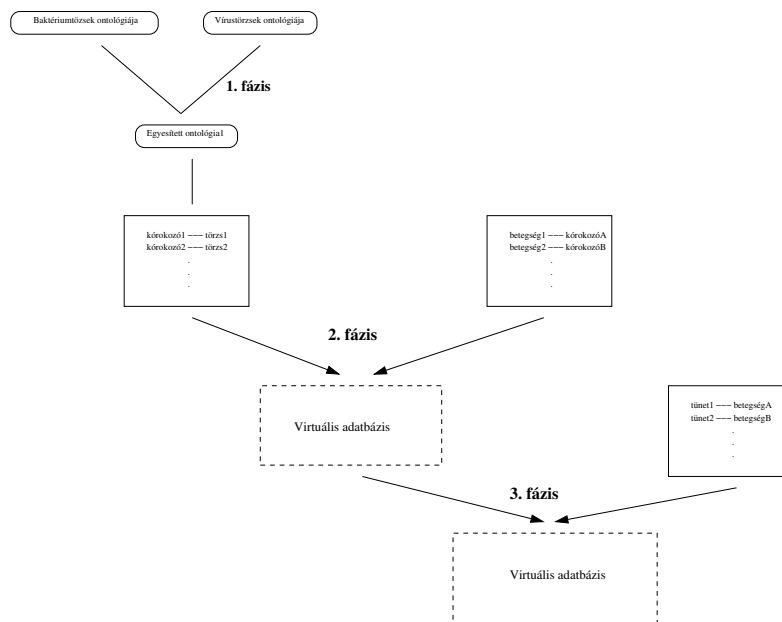 Baktériumtözsek ontológiája
Vírustörzsek ontológiája
1. fázis
Egyesített ontológia1
kórokozó1 --- törzs1
kórokozó2 --- törzs2
.
.
.
betegség1 --- kórokozóA
betegség2 --- kórokozóB
.
.
.
2. fázis
Virtuális adatbázis
tünet1 --- betegségA
tünet2 --- betegségB
.
.
.
3. fázis
Virtuális adatbázis